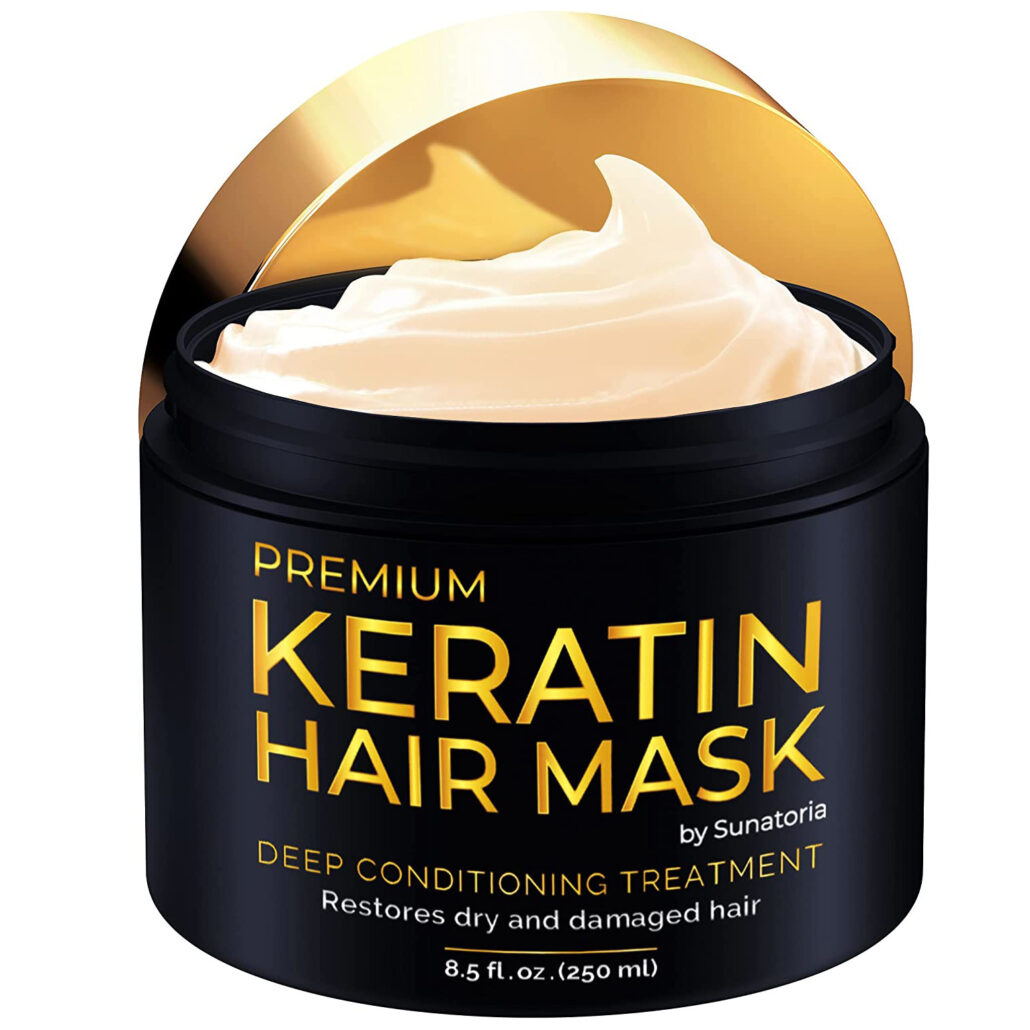 PREMIUM
KERATIN
HAIR MASK
by Sunatoria
DEEP CONDITIONING TREATMENT
Restores dry and damaged hair
8.5 fl.oz.(250 ml)